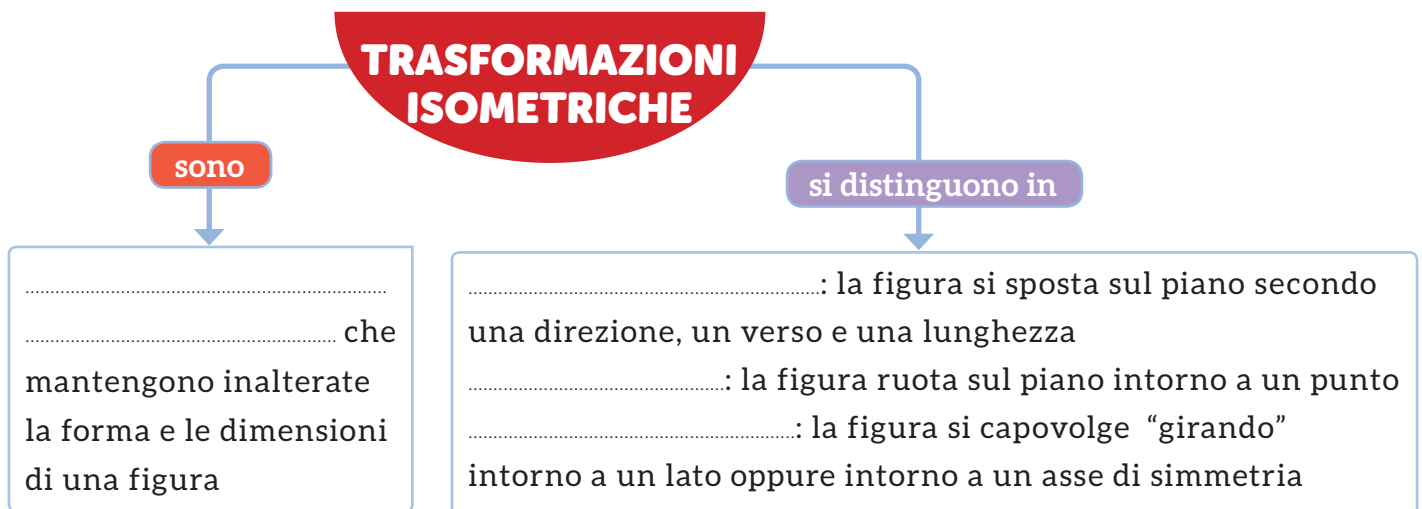 TRASFORMAZIONI
ISOMETRICHE
sono
..........................................................................
................................................................ che
mantengono inalterate
la forma e le dimensioni
di una figura
si distinguono in
........................................................................: la figura si sposta sul piano secondo
una direzione, un verso e una lunghezza
....................................................: la figura ruota sul piano intorno a un punto
...................................................................: la figura si capovolge “girando”
intorno a un lato oppure intorno a un asse di simmetria